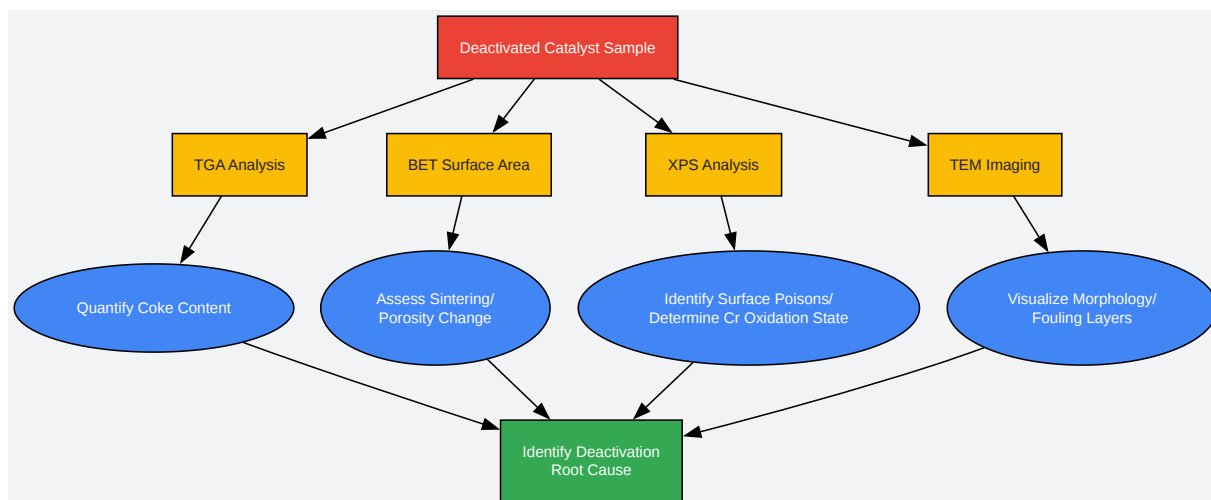 Deactivated Catalyst Sample
TGA Analysis
BET Surface Area
XPS Analysis
TEM Imaging
Quantify Coke Content
Assess Sintering/
Porosity Change
Identify Surface Poisons/
Determine Cr Oxidation State
Visualize Morphology/
Fouling Layers
Identify Deactivation
Root Cause